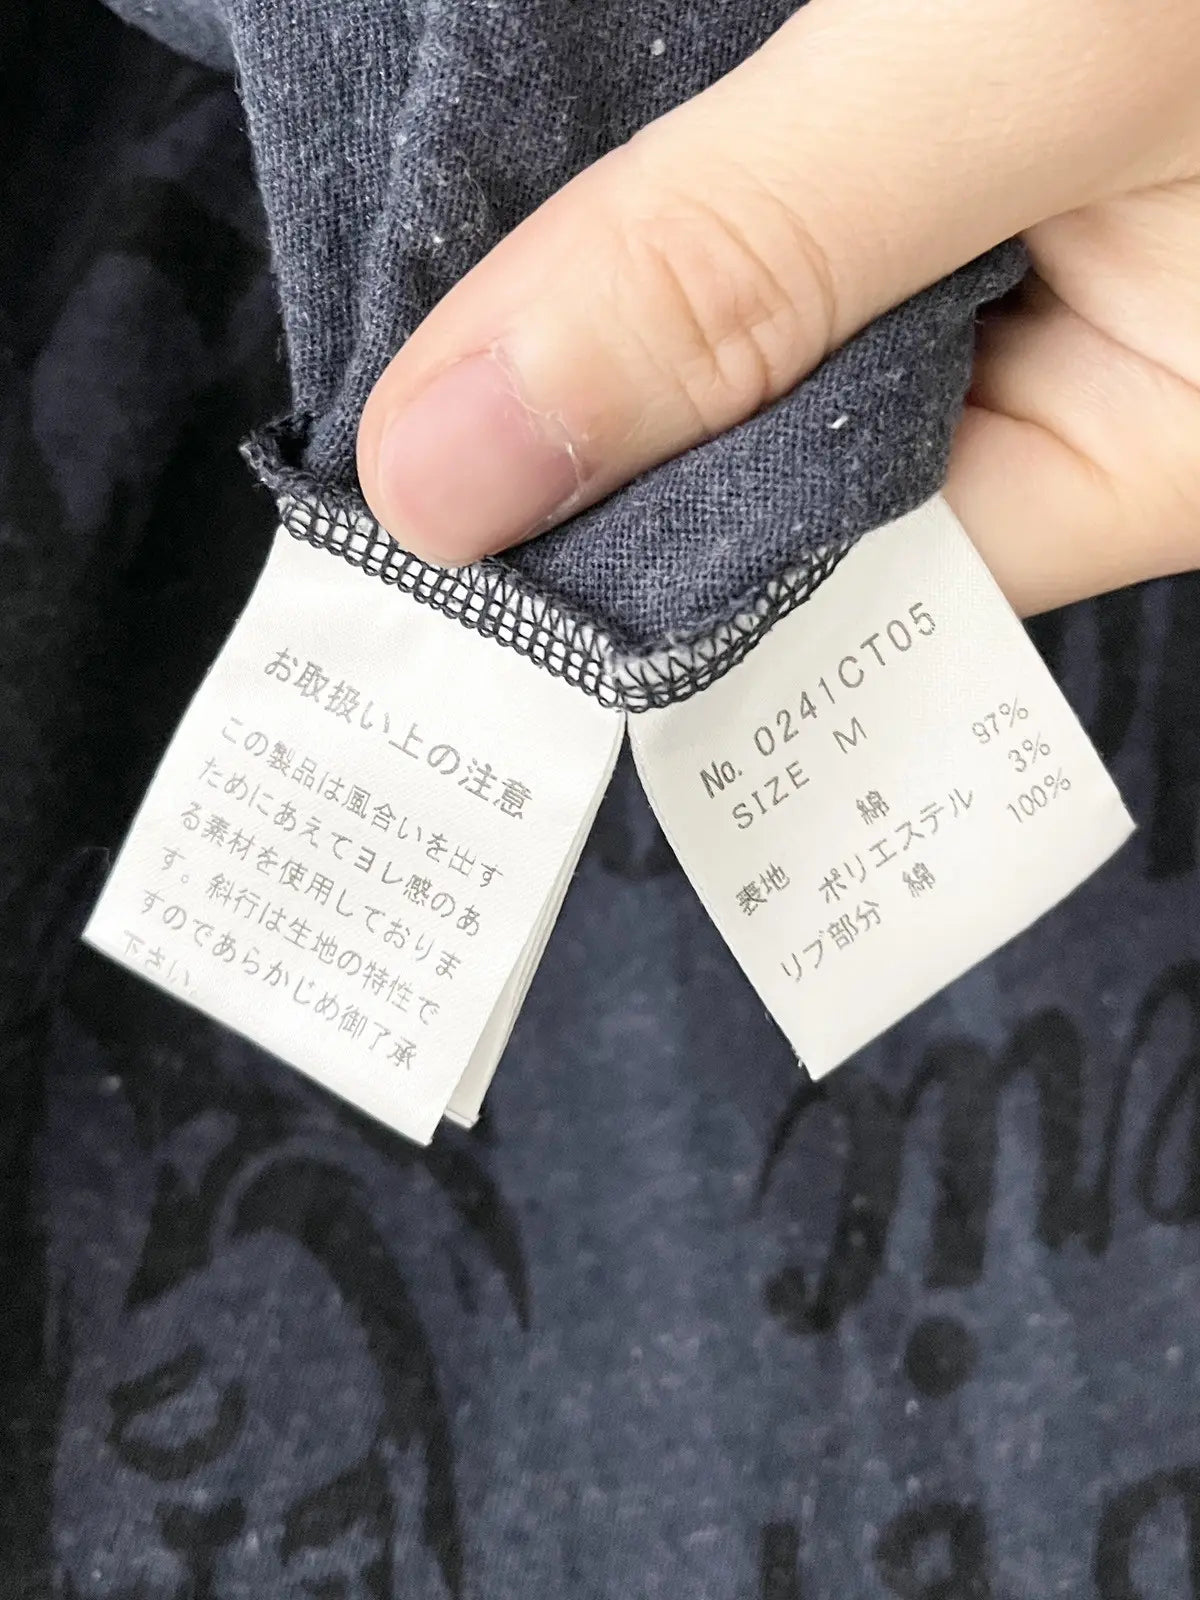 お取扱い上の注意
この製品は風合いを出す
ためにあえてヨレ感のあ
る素材を使用しておりま
す。斜行は生地の特性で
すのであらかじめ御了承
下さい
No. 0241CT05
SIZE M
綿 97%
表地 ポリエステル 3%
リブ部分 綿 100%